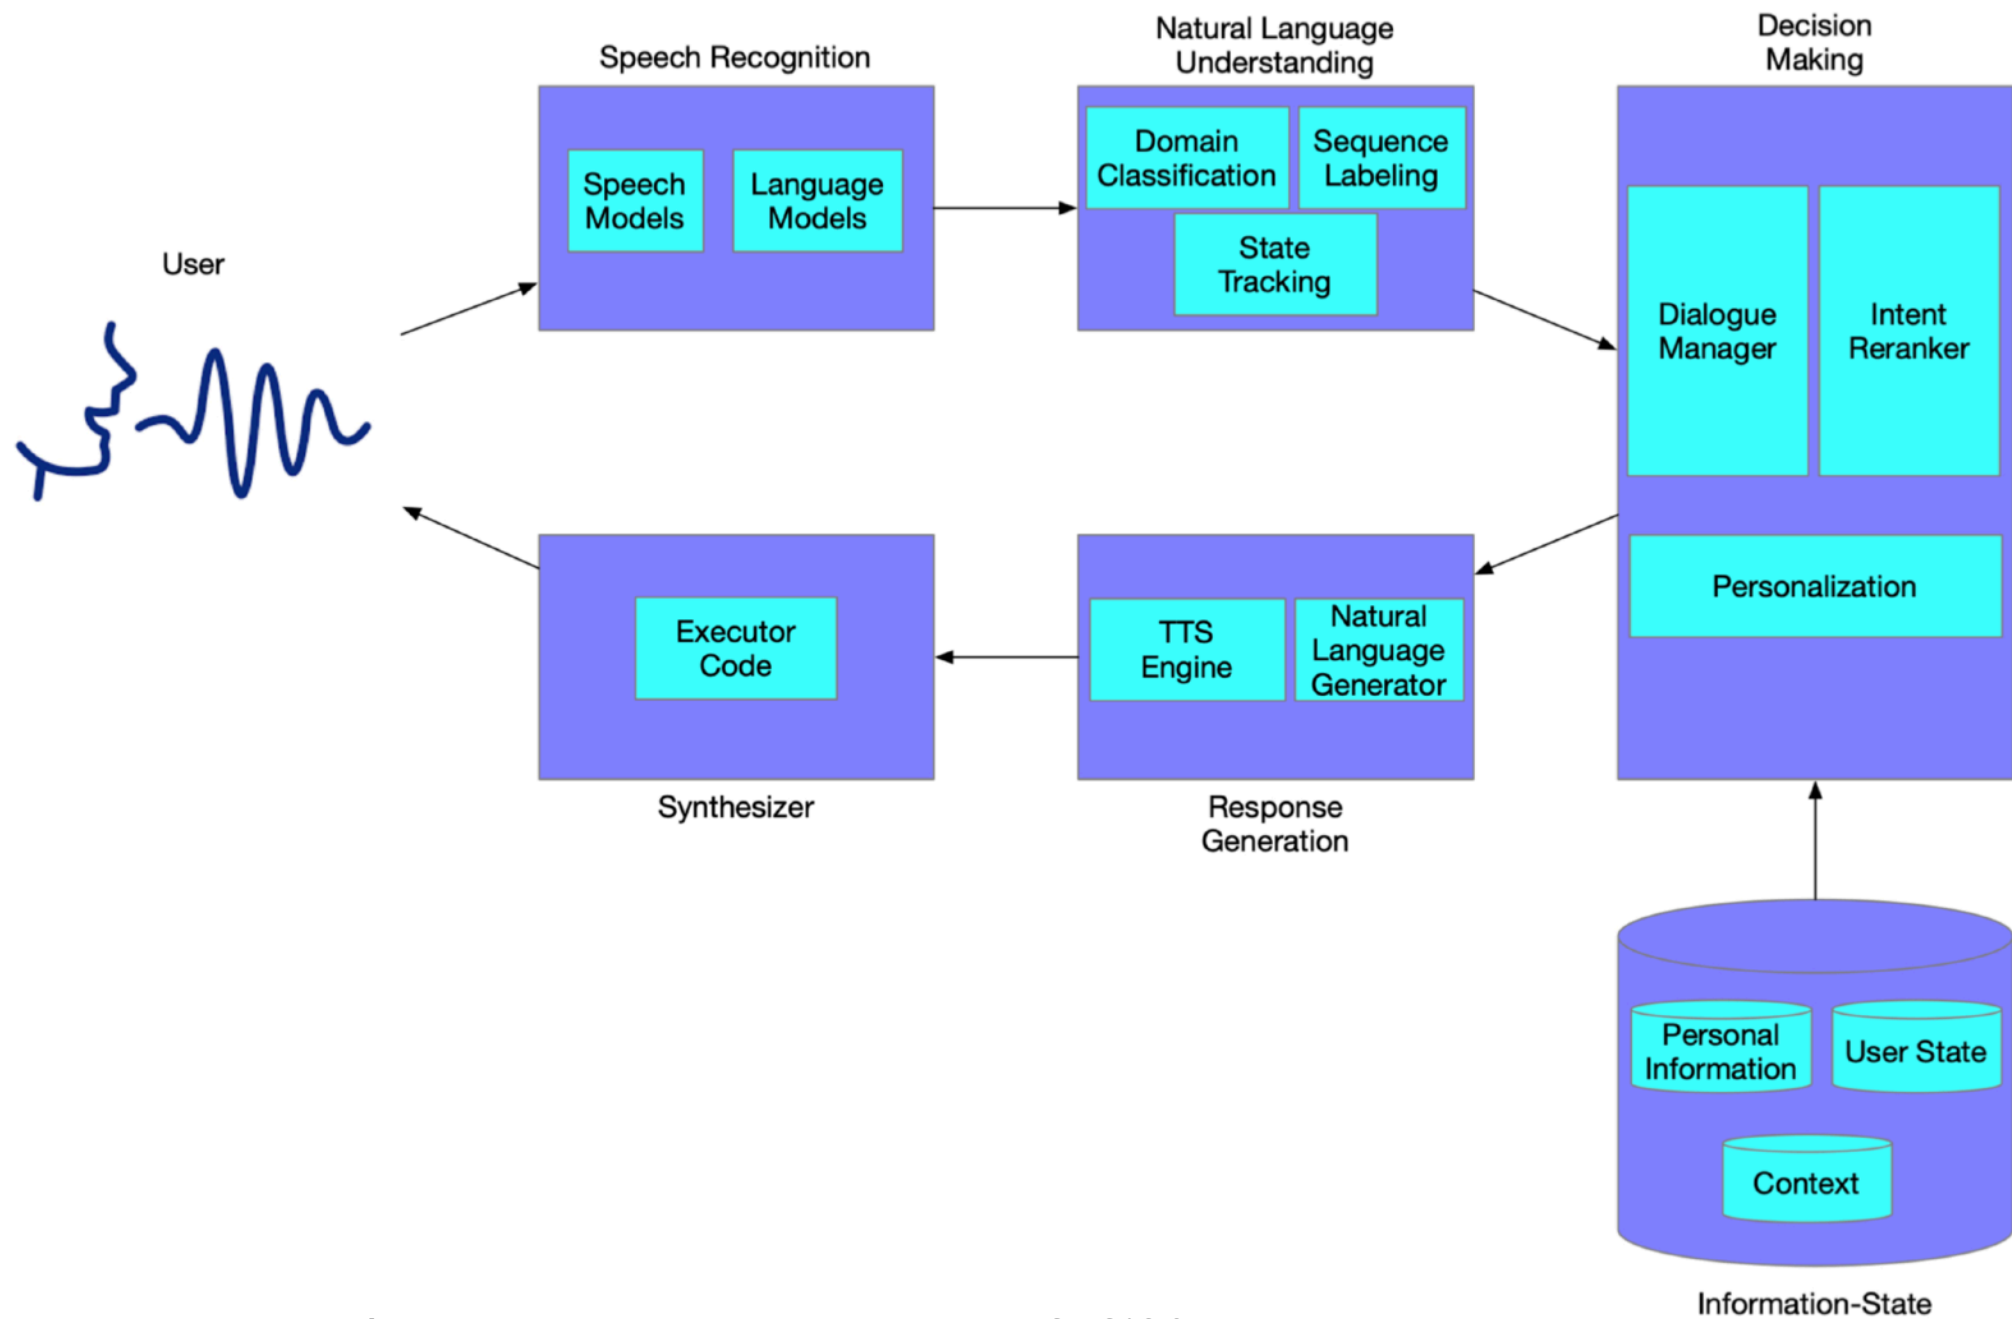 Speech Recognition
Natural Language
Understanding
Decision
Making
User
Speech
Models
Language
Models
Domain
Classification
Sequence
Labeling
State
Tracking
Dialogue
Manager
Intent
Reranker
Personalization
Executor
Code
TTS
Engine
Natural
Language
Generator
Synthesizer
Response
Generation
Personal
Information
User State
Context
Information-State